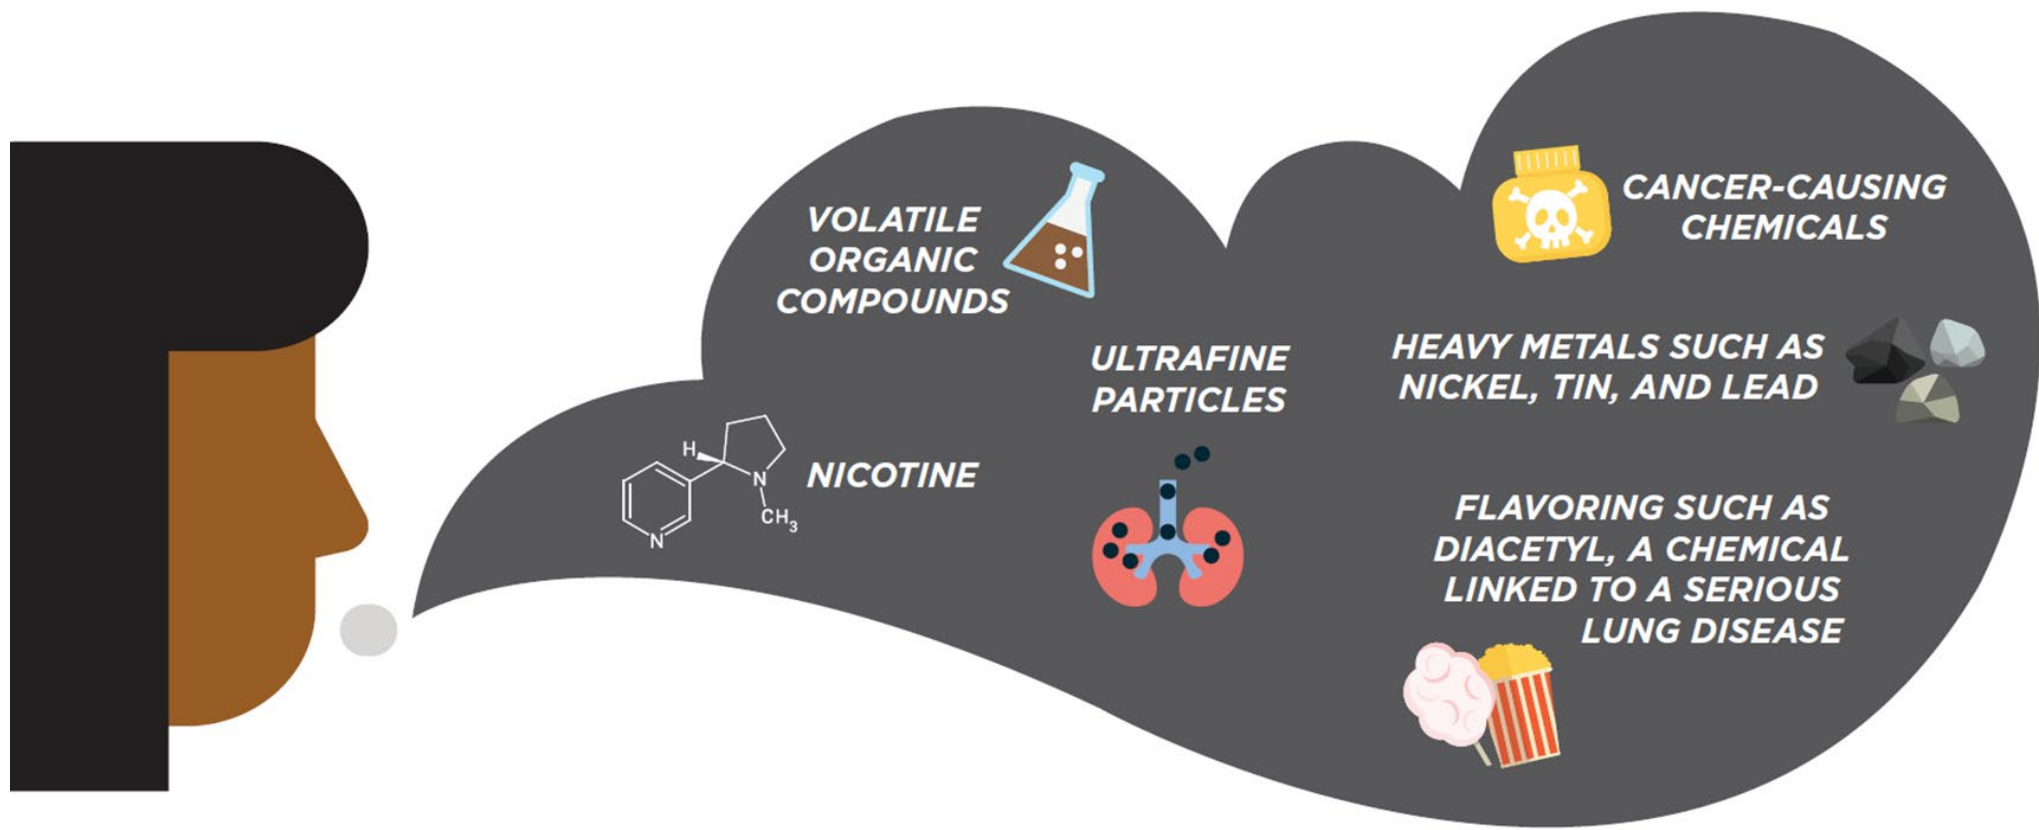 VOLATILE
ORGANIC
COMPOUNDS
CANCER-CAUSING
CHEMICALS
ULTRAFINE
PARTICLES
HEAVY METALS SUCH AS
NICKEL, TIN, AND LEAD
H
N
CH3
N
NICOTINE
FLAVORING SUCH AS
DIACETYL, A CHEMICAL
LINKED TO A SERIOUS
LUNG DISEASE